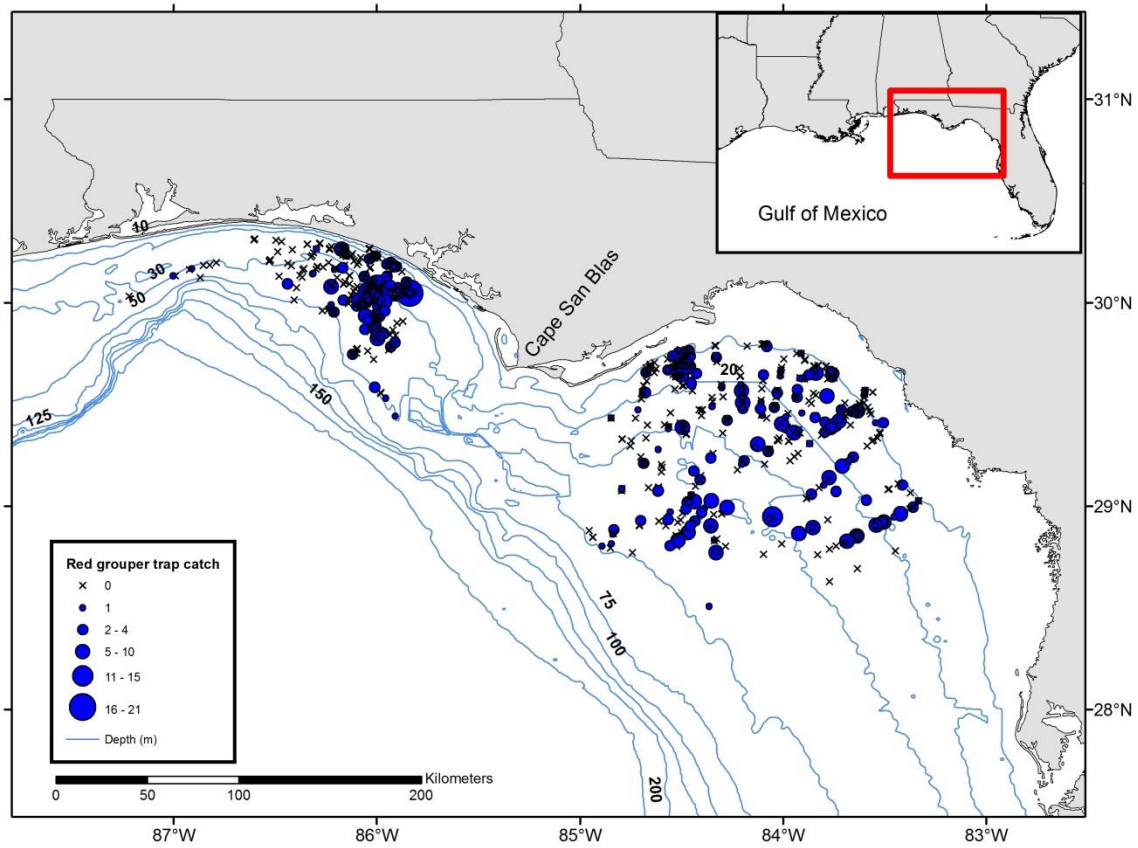 Gulf of Mexico
31°N
30°N
29°N
28°N
10
30
50
125
150
Cape San Blas
20
75
100
200
Red grouper trap catch
0
1
2 - 4
5 - 10
11 - 15
16 - 21
Depth (m)
Kilometers
0 50 100 200
87°W 86°W 85°W 84°W 83°W